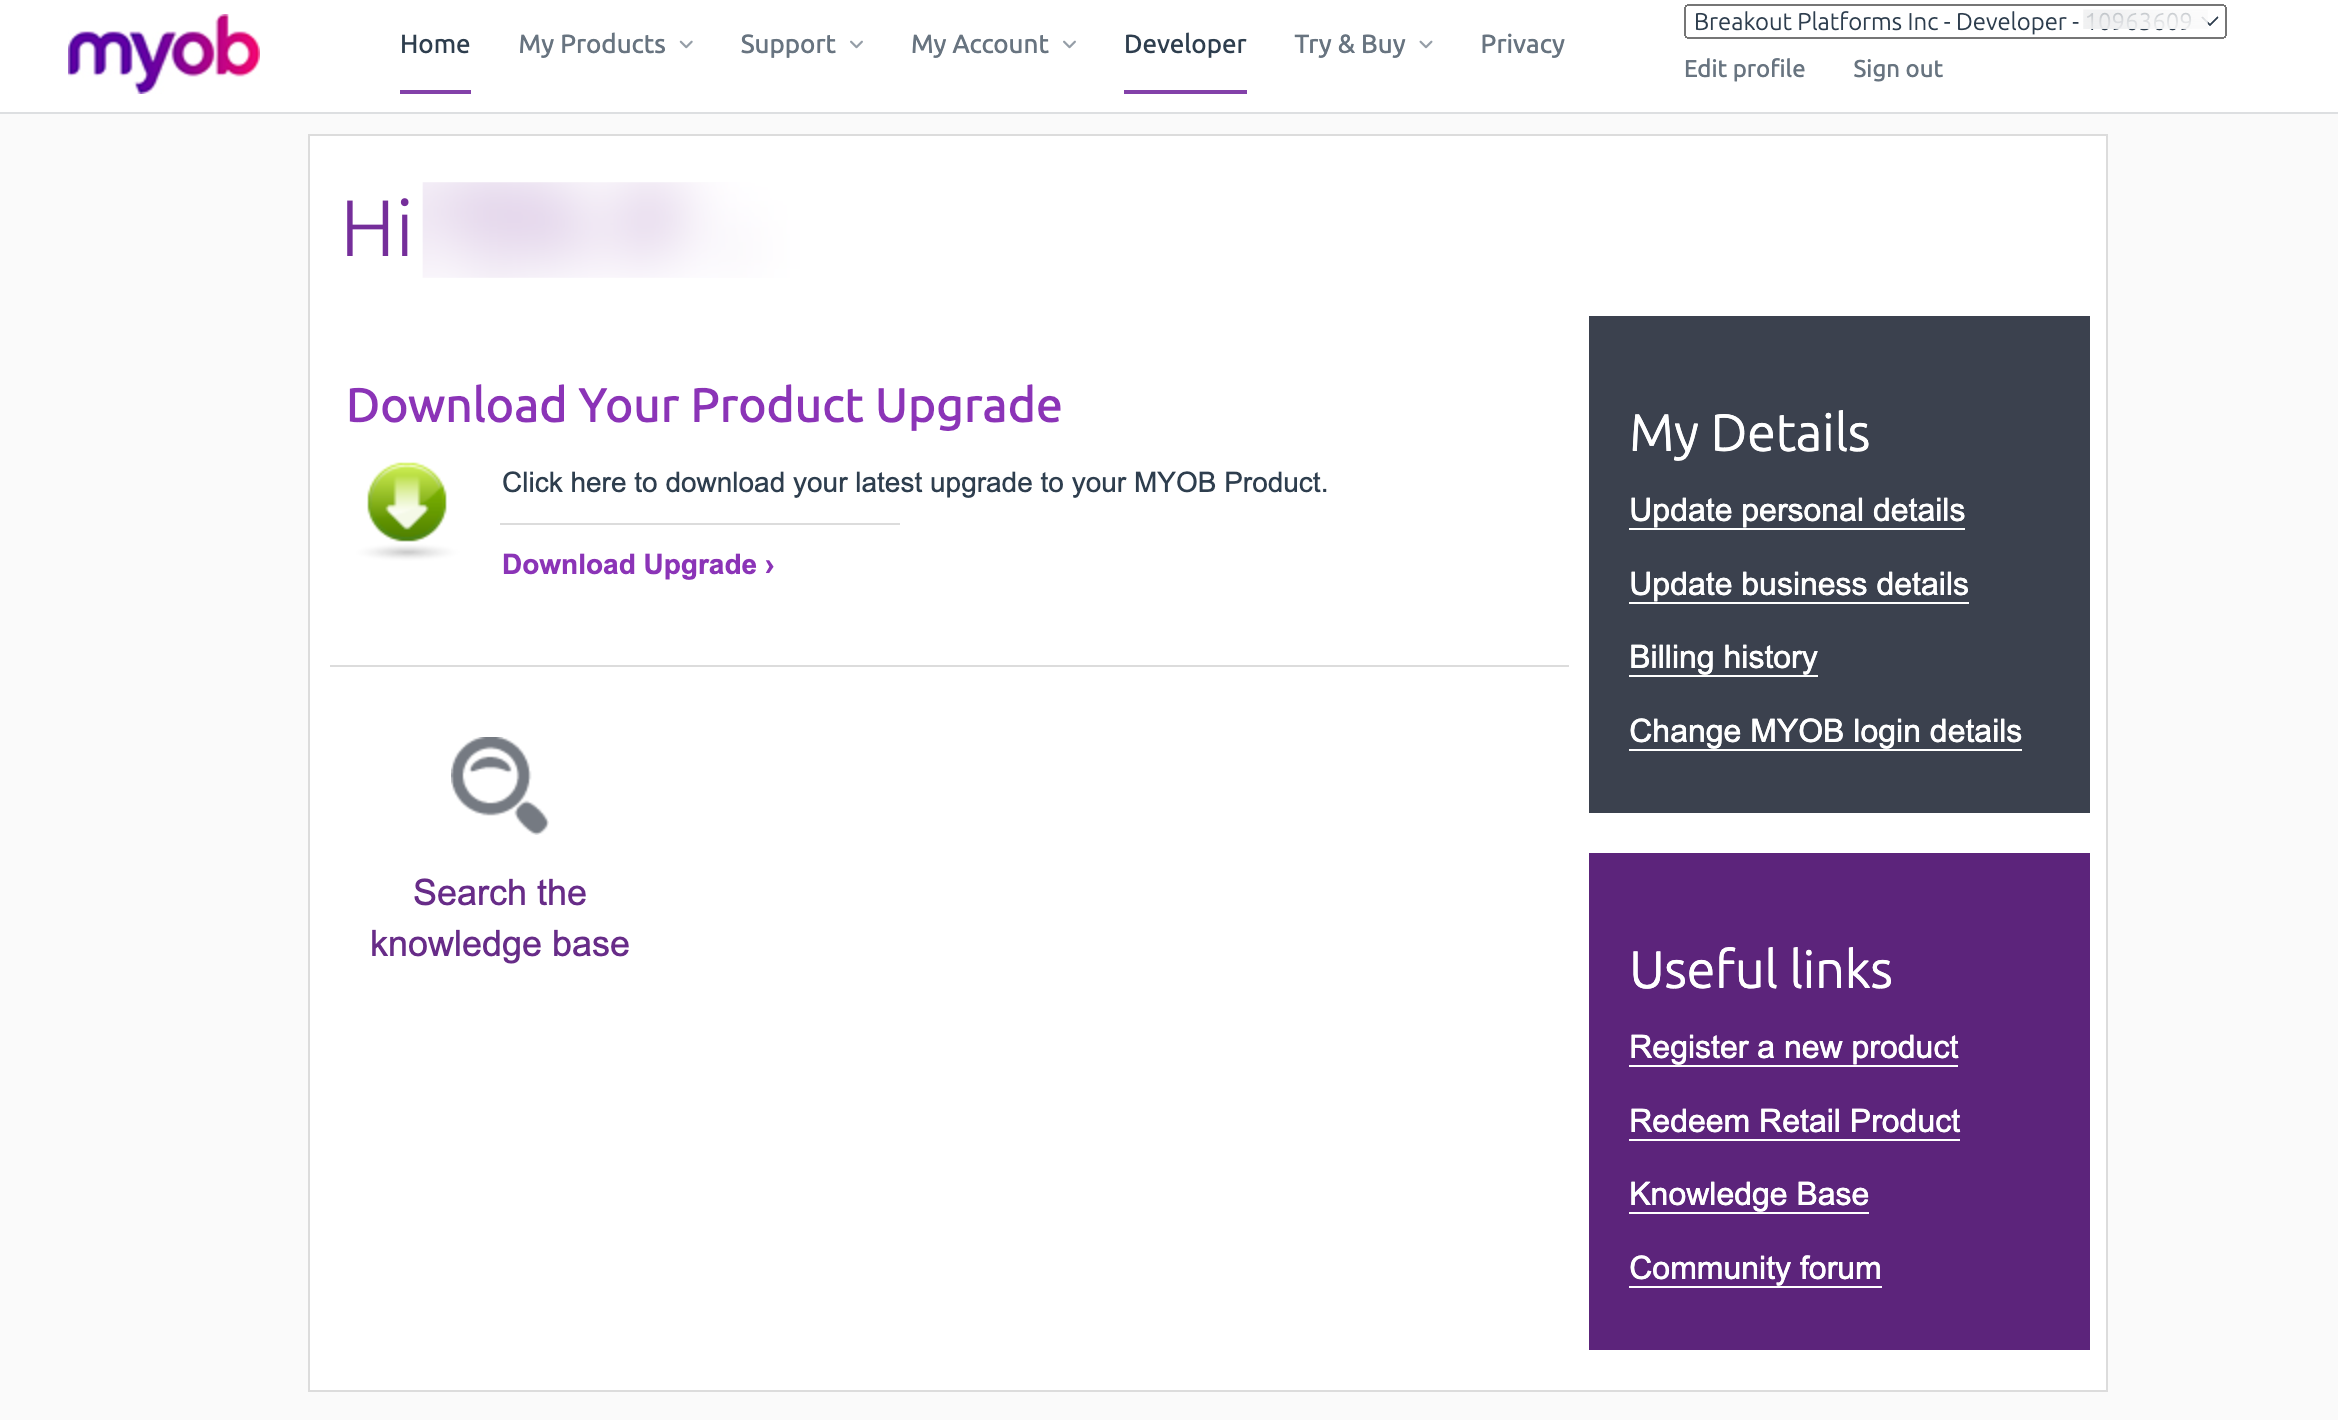 myob
Home
My Products
Support
My Account
Developer
Try & Buy
Privacy
Breakout Platforms Inc - Developer -
Edit profile
Sign out
Hi
Download Your Product Upgrade
Click here to download your latest upgrade to your MYOB Product.
Download Upgrade ›
Search the
knowledge base
My Details
Update personal details
Update business details
Billing history
Change MYOB login details
Useful links
Register a new product
Redeem Retail Product
Knowledge Base
Community forum